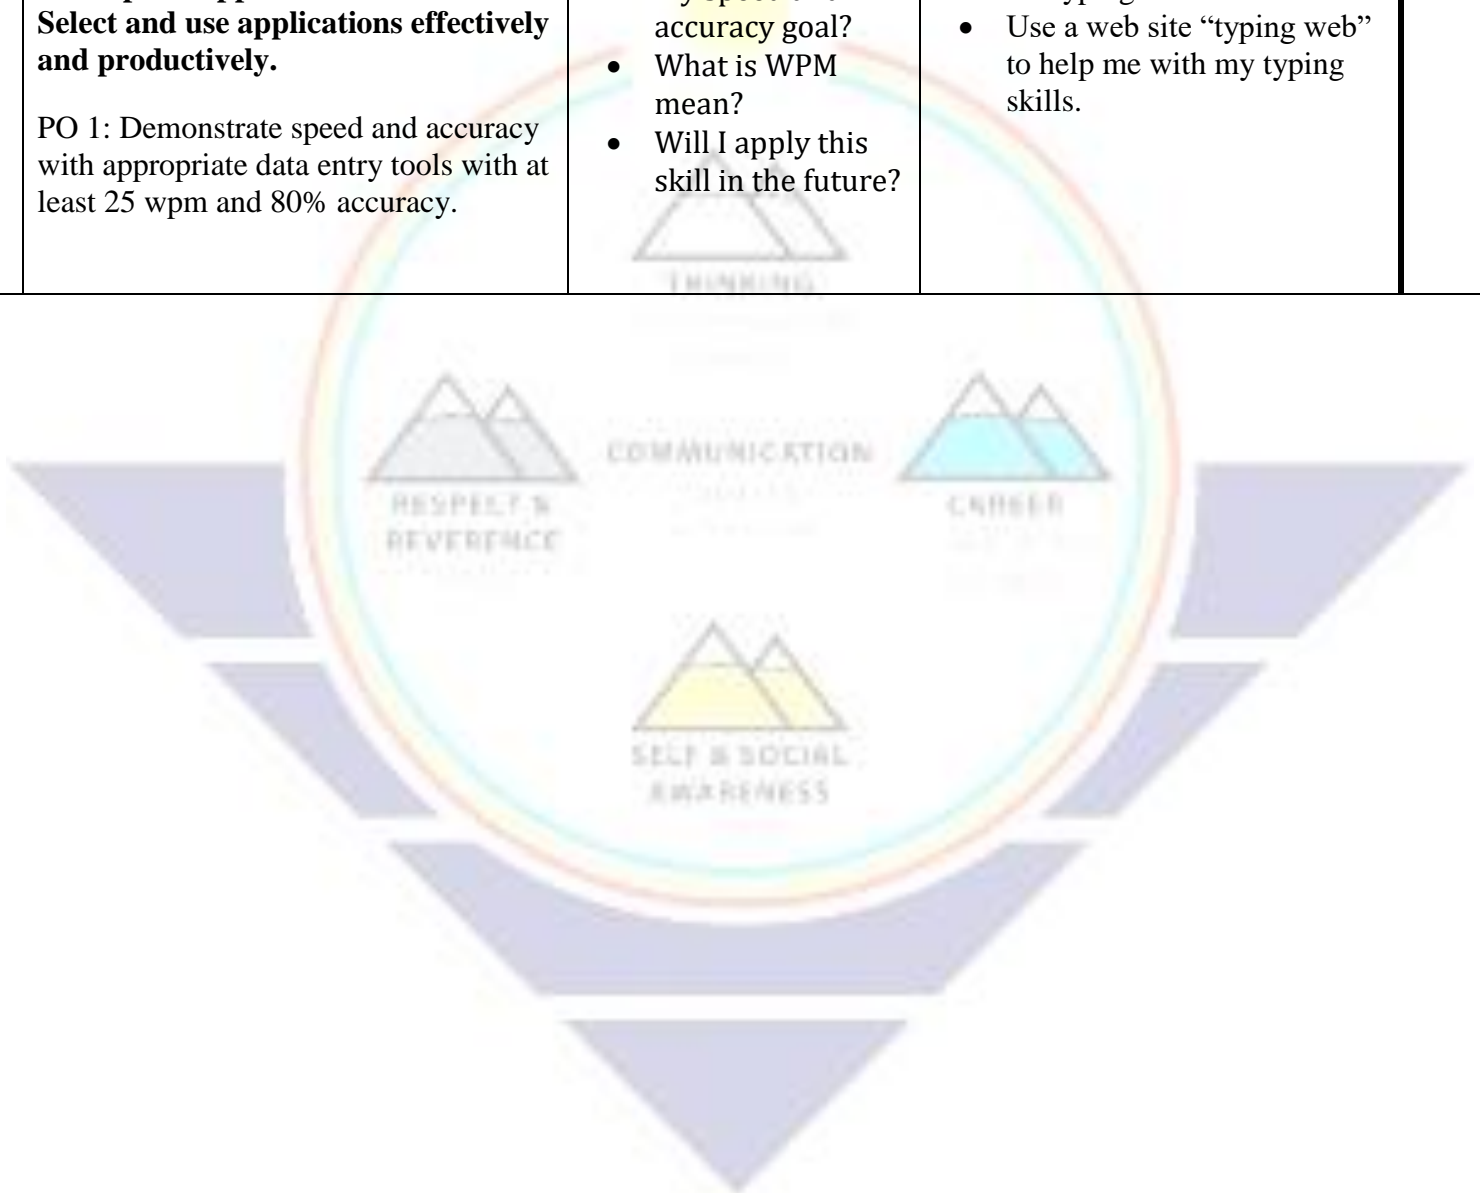 Select and use applications effectively
and productively.
PO 1: Demonstrate speed and accuracy
with appropriate data entry tools with at
least 25 wpm and 80% accuracy.
accuracy goal?
• What is WPM
mean?
• Will I apply this
skill in the future?
• Use a web site “typing web”
to help me with my typing
skills.
THINKING
RESPECT &
REVERENCE
COMMUNICATION
CAREER
SELF & SOCIAL
AWARENESS